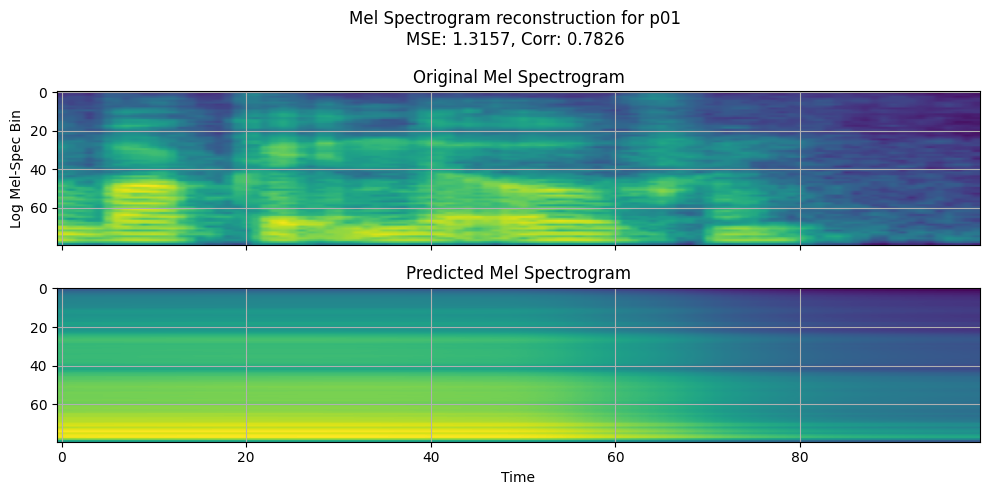 Mel Spectrogram reconstruction for p01
MSE: 1.3157, Corr: 0.7826
Original Mel Spectrogram
Log Mel-Spec Bin
0
20
40
60
Predicted Mel Spectrogram
0
20
40
60
0 20 40 60 80
Time